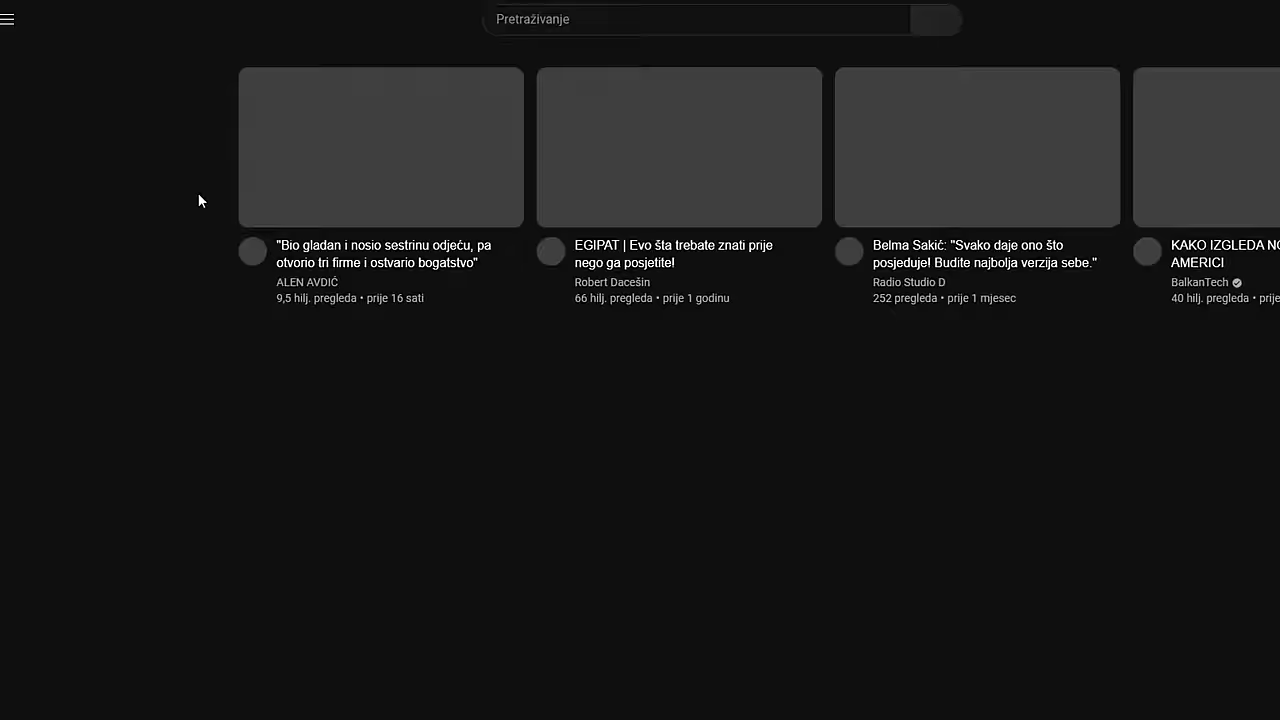 Pretraživanje
"Bio gladan i nosio sestrinu odjeću, pa
otvorio tri firme i ostvario bogatstvo"
ALEN AVDIĆ
9,5 hilj. pregleda • prije 16 sati
EGIPAT | Evo šta trebate znati prije
nego ga posjetite!
Robert Dacešin
66 hilj. pregleda • prije 1 godinu
Belma Sakić: "Svako daje ono što
posjeduje! Budite najbolja verzija sebe."
Radio Studio D
252 pregleda • prije 1 mjesec
KAKO IZGLEDA
AMERICI
BalkanTech
40 hilj. pregleda • prije